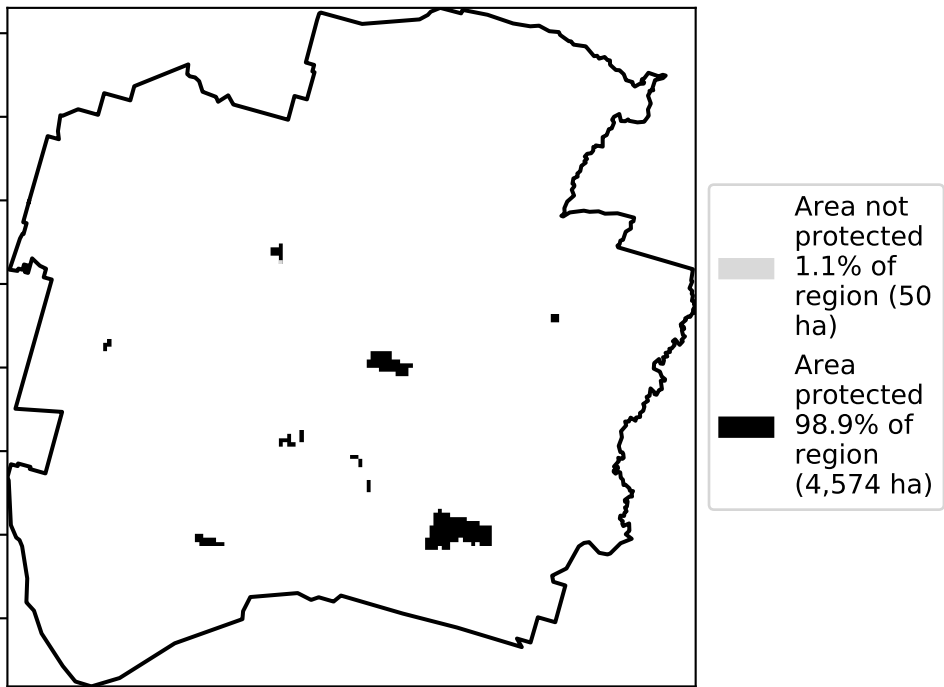 Area not
protected
1.1% of
region (50
ha)
Area
protected
98.9% of
region
(4,574 ha)